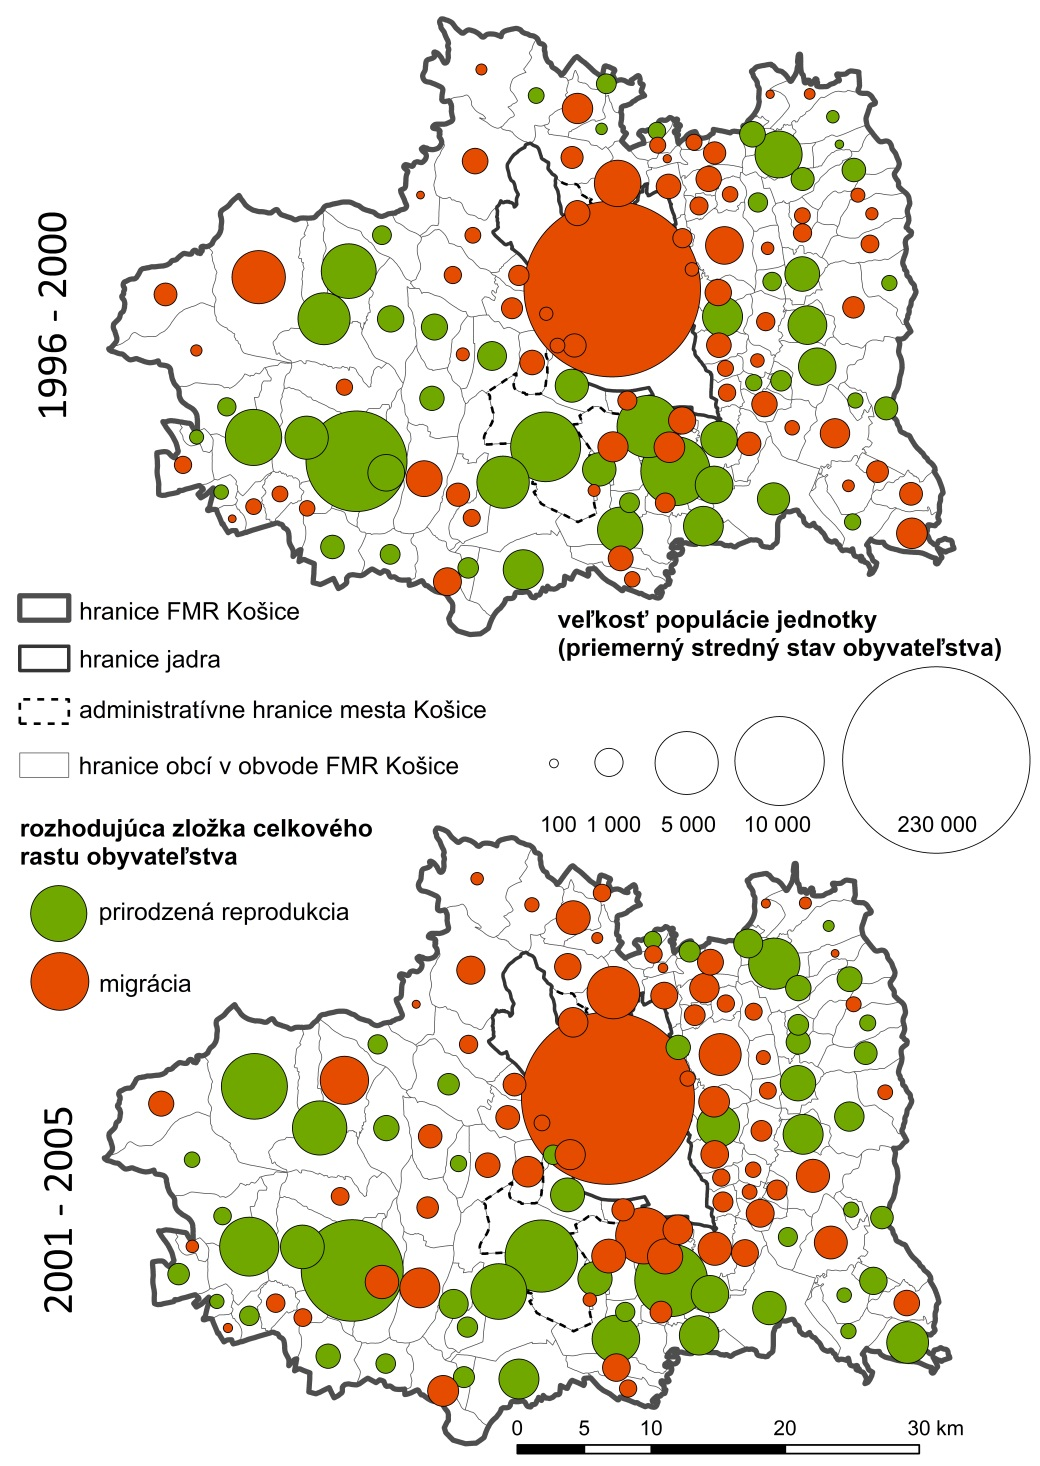 1996 - 2000
hranice FMR Košice
hranice jadra
administratívne hranice mesta Košice
hranice obcí v obvode FMR Košice
veľkosť populácie jednotky
(priemerný stredný stav obyvateľstva)
100 1 000 5 000 10 000 230 000
rozhodujúca zložka celkového
rastu obyvateľstva
prirodzená reprodukcia
migrácia
2001 - 2005
0 5 10 20 30 km